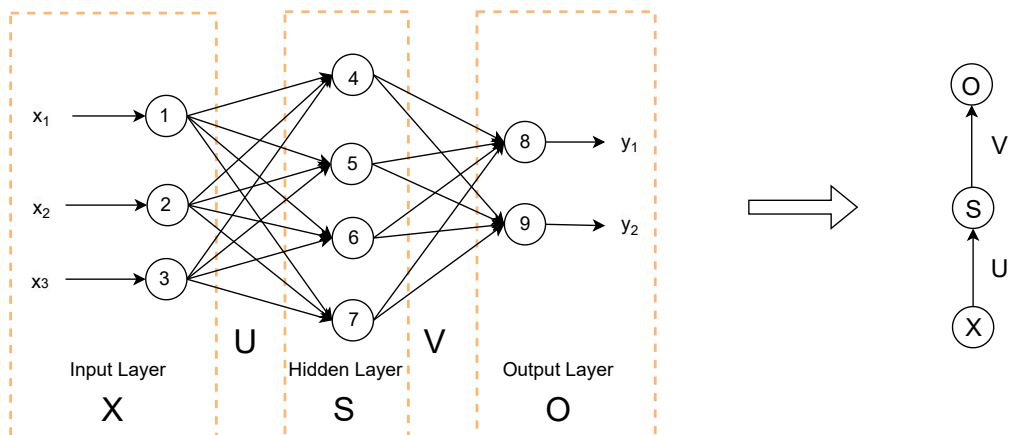 x1
x2
x3
1
2
3
4
5
6
7
8
9
y1
y2
U
V
Input Layer
Hidden Layer
Output Layer
X
S
O
O
V
S
U
X